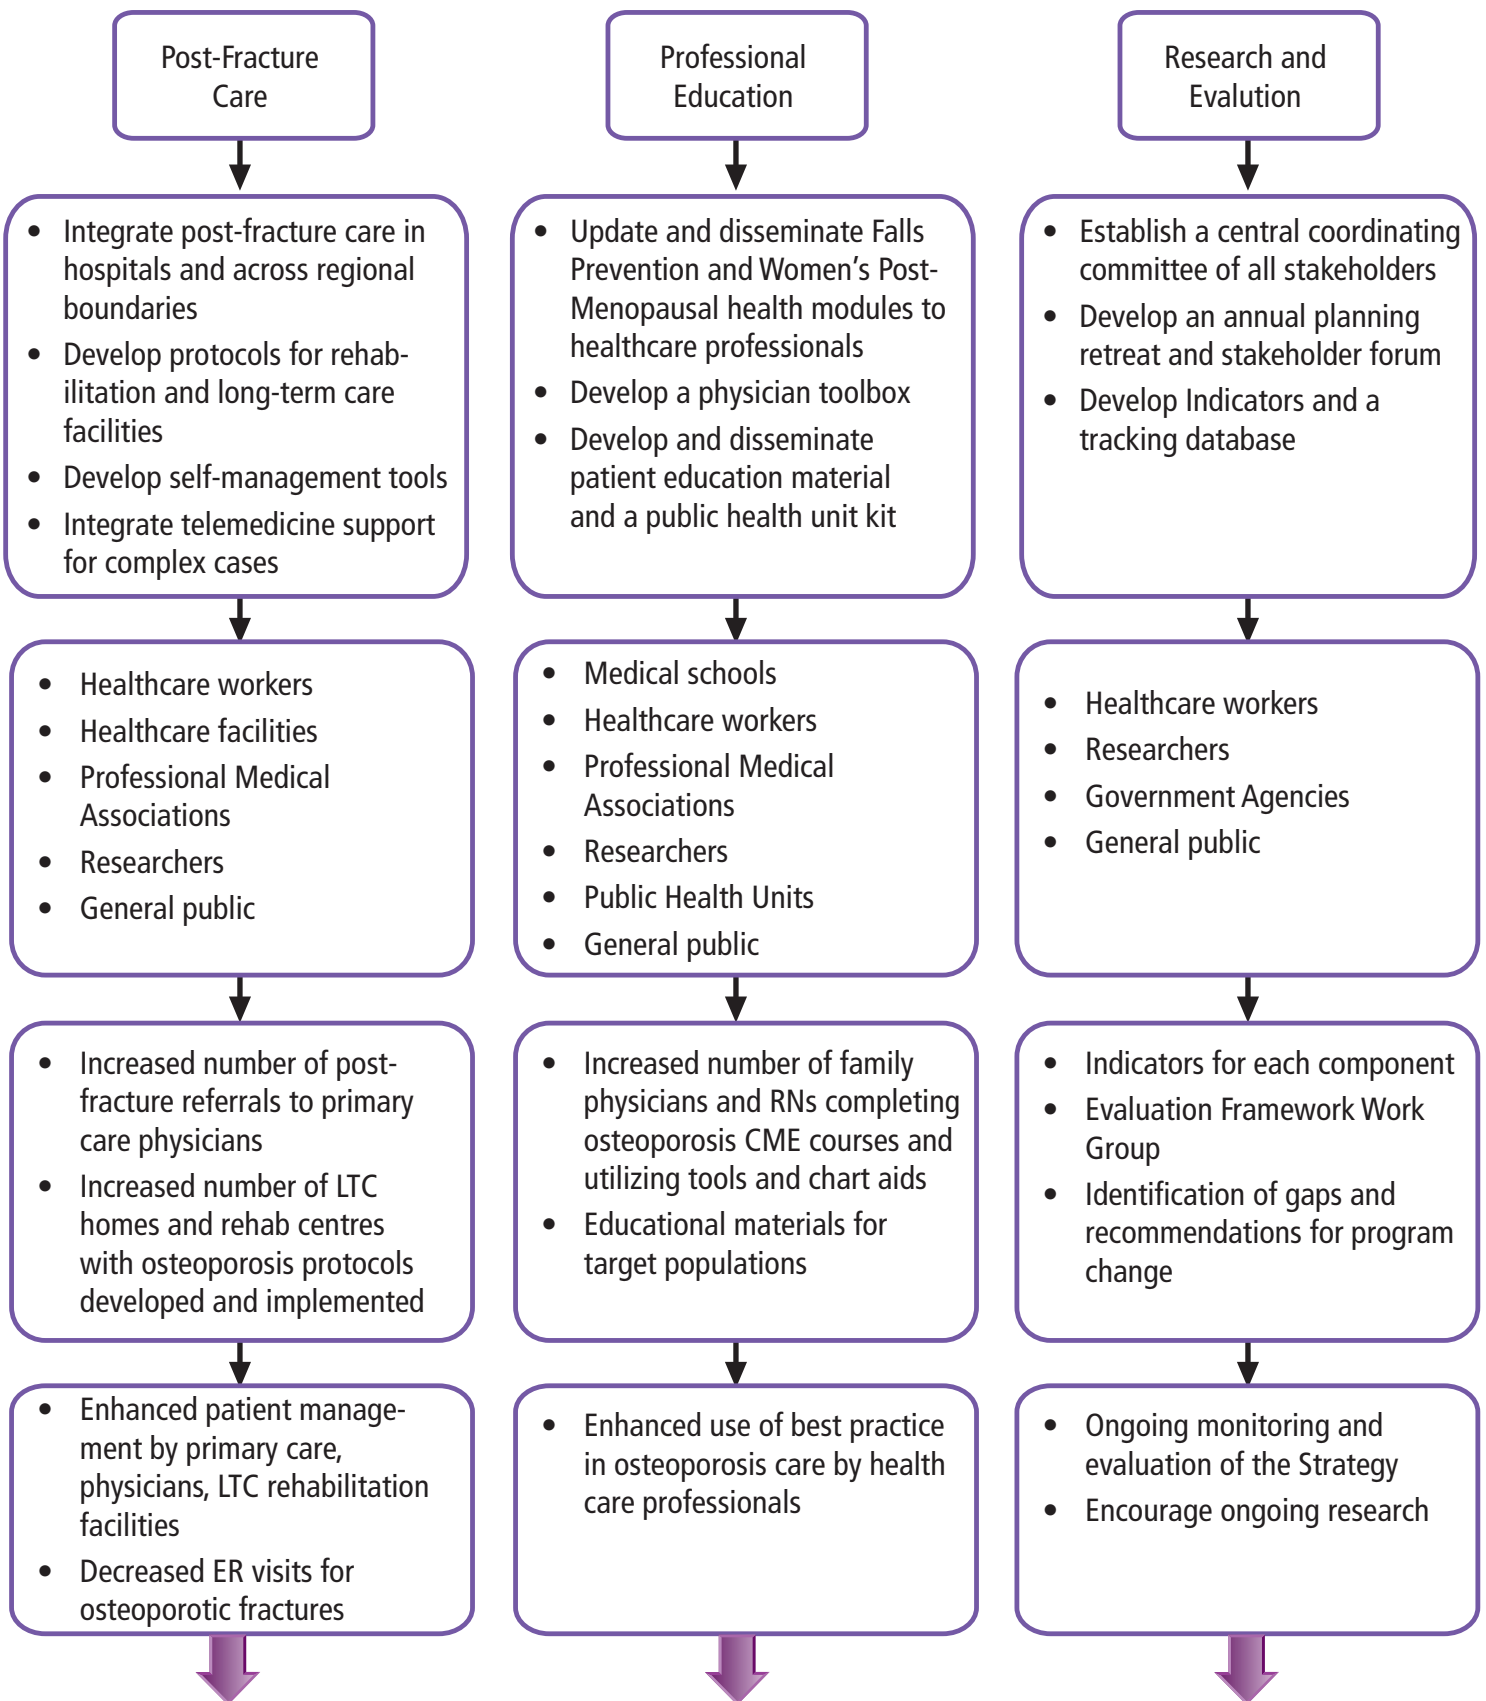 Post-Fracture
Care
Professional
Education
Research and
Evalution
• Integrate post-fracture care in
hospitals and across regional
boundaries
• Develop protocols for rehab-
ilitation and long-term care
facilities
• Develop self-management tools
• Integrate telemedicine support
for complex cases
• Update and disseminate Falls
Prevention and Women’s Post-
Menopausal health modules to
healthcare professionals
• Develop a physician toolbox
• Develop and disseminate
patient education material
and a public health unit kit
• Establish a central coordinating
committee of all stakeholders
• Develop an annual planning
retreat and stakeholder forum
• Develop Indicators and a
tracking database
• Healthcare workers
• Healthcare facilities
• Professional Medical
Associations
• Researchers
• General public
• Medical schools
• Healthcare workers
• Professional Medical
Associations
• Researchers
• Public Health Units
• General public
• Healthcare workers
• Researchers
• Government Agencies
• General public
• Increased number of post-
fracture referrals to primary
care physicians
• Increased number of LTC
homes and rehab centres
with osteoporosis protocols
developed and implemented
• Increased number of family
physicians and RNs completing
osteoporosis CME courses and
utilizing tools and chart aids
• Educational materials for
target populations
• Indicators for each component
• Evaluation Framework Work
Group
• Identification of gaps and
recommendations for program
change
• Enhanced patient manage-
ment by primary care,
physicians, LTC rehabilitation
facilities
• Decreased ER visits for
osteoporotic fractures
• Enhanced use of best practice
in osteoporosis care by health
care professionals
• Ongoing monitoring and
evaluation of the Strategy
• Encourage ongoing research